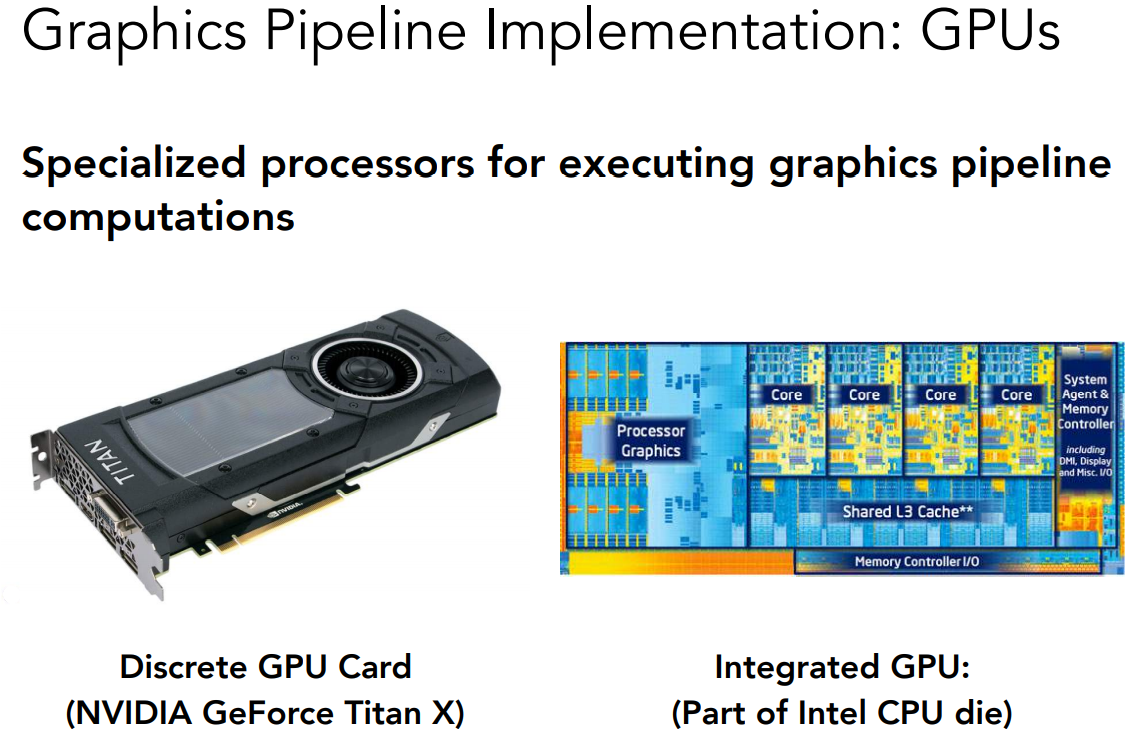 Graphics Pipeline Implementation: GPUs
Specialized processors for executing graphics pipeline
computations
TITAN
NVIDIA.
Processor
Graphics
Core
Core
Core
Core
System
Agent &
Memory
Controller
including
DMI, Display
and Misc. I/O
Shared L3 Cache**
Memory Controller I/O
Discrete GPU Card
(NVIDIA GeForce Titan X)
Integrated GPU:
(Part of Intel CPU die)